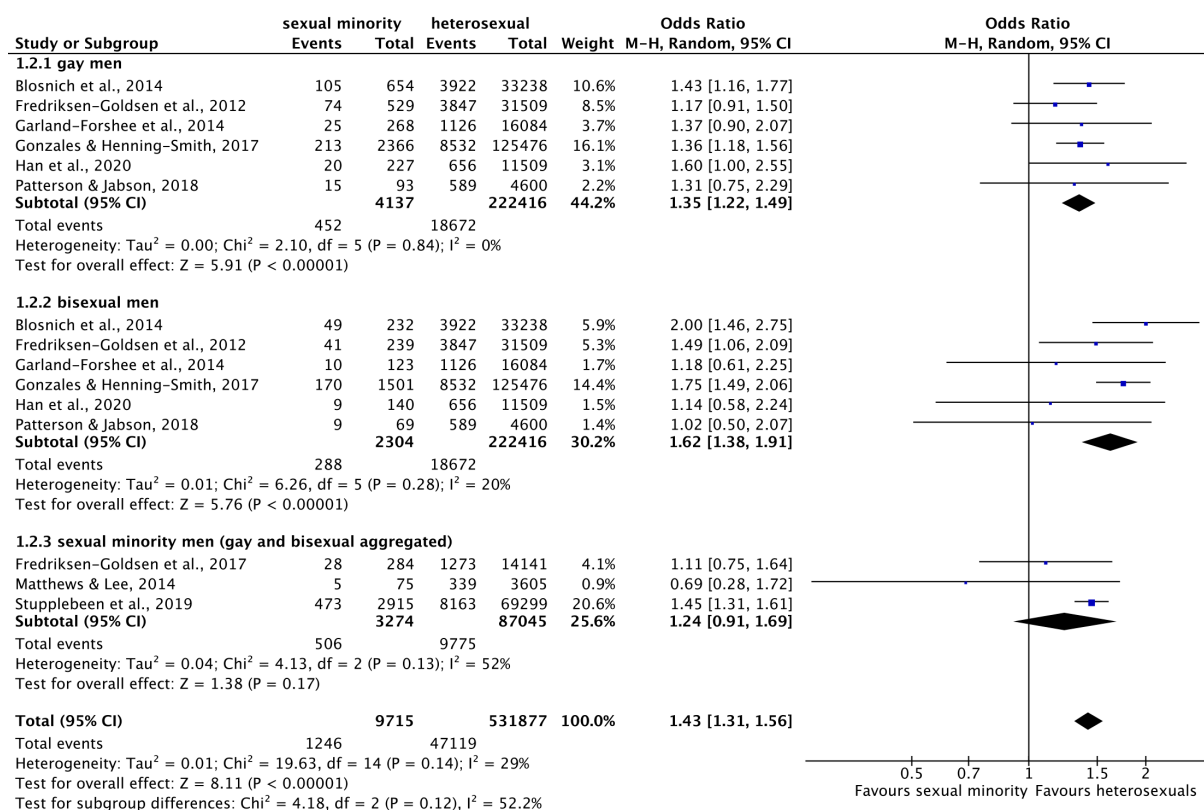 sexual minority heterosexual Odds Ratio Odds Ratio
Study or Subgroup Events Total Events Total Weight M-H, Random, 95% CI M-H, Random, 95% CI
1.2.1 gay men
Blosnich et al., 2014 105 654 3922 33238 10.6% 1.43 [1.16, 1.77]
Fredriksen-Goldsen et al., 2012 74 529 3847 31509 8.5% 1.17 [0.91, 1.50]
Garland-Forshee et al., 2014 25 268 1126 16084 3.7% 1.37 [0.90, 2.07]
Gonzales & Henning-Smith, 2017 213 2366 8532 125476 16.1% 1.36 [1.18, 1.56]
Han et al., 2020 20 227 656 11509 3.1% 1.60 [1.00, 2.55]
Patterson & Jabson, 2018 15 93 589 4600 2.2% 1.31 [0.75, 2.29]
Subtotal (95% CI) 4137 222416 44.2% 1.35 [1.22, 1.49]
Total events 452 18672
Heterogeneity: Tau² = 0.00; Chi² = 2.10, df = 5 (P = 0.84); I² = 0%
Test for overall effect: Z = 5.91 (P < 0.00001)
1.2.2 bisexual men
Blosnich et al., 2014 49 232 3922 33238 5.9% 2.00 [1.46, 2.75]
Fredriksen-Goldsen et al., 2012 41 239 3847 31509 5.3% 1.49 [1.06, 2.09]
Garland-Forshee et al., 2014 10 123 1126 16084 1.7% 1.18 [0.61, 2.25]
Gonzales & Henning-Smith, 2017 170 1501 8532 125476 14.4% 1.75 [1.49, 2.06]
Han et al., 2020 9 140 656 11509 1.5% 1.14 [0.58, 2.24]
Patterson & Jabson, 2018 9 69 589 4600 1.4% 1.02 [0.50, 2.07]
Subtotal (95% CI) 2304 222416 30.2% 1.62 [1.38, 1.91]
Total events 288 18672
Heterogeneity: Tau² = 0.01; Chi² = 6.26, df = 5 (P = 0.28); I² = 20%
Test for overall effect: Z = 5.76 (P < 0.00001)
1.2.3 sexual minority men (gay and bisexual aggregated)
Fredriksen-Goldsen et al., 2017 28 284 1273 14141 4.1% 1.11 [0.75, 1.64]
Matthews & Lee, 2014 5 75 339 3605 0.9% 0.69 [0.28, 1.72]
Stupplebeen et al., 2019 473 2915 8163 69299 20.6% 1.45 [1.31, 1.61]
Subtotal (95% CI) 3274 87045 25.6% 1.24 [0.91, 1.69]
Total events 506 9775
Heterogeneity: Tau² = 0.04; Chi² = 4.13, df = 2 (P = 0.13); I² = 52%
Test for overall effect: Z = 1.38 (P = 0.17)
Total (95% CI) 9715 531877 100.0% 1.43 [1.31, 1.56]
Total events 1246 47119
Heterogeneity: Tau² = 0.01; Chi² = 19.63, df = 14 (P = 0.14); I² = 29%
Test for overall effect: Z = 8.11 (P < 0.00001)
Test for subgroup differences: Chi² = 4.18, df = 2 (P = 0.12), I² = 52.2%
0.5 0.7 1 1.5 2
Favours sexual minority Favours heterosexuals